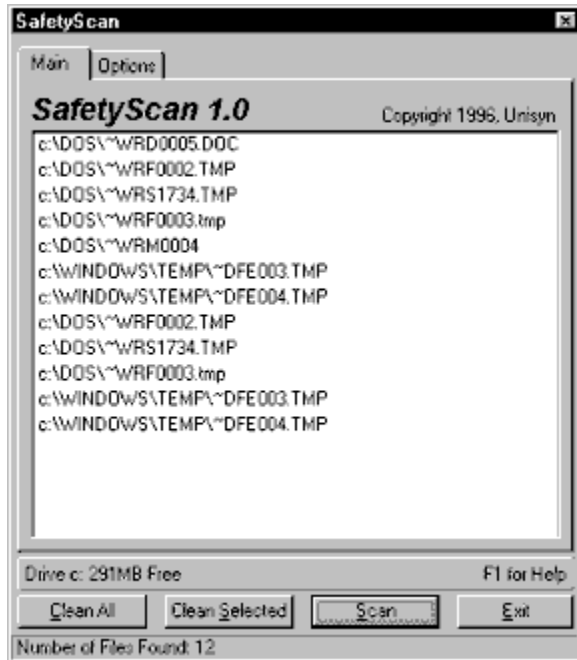 SafetyScan
Main Options
SafetyScan 1.0 Copyright 1996, Unisyn
c:\DOS\~WRD0005.DOC
c:\DOS\~WRF0002.TMP
c:\DOS\~WRS1734.TMP
c:\DOS\~WRF0003.tmp
c:\DOS\~WRM0004
c:\WINDOWS\TEMP\~DFE003.TMP
c:\WINDOWS\TEMP\~DFE004.TMP
c:\DOS\~WRF0002.TMP
c:\DOS\~WRS1734.TMP
c:\DOS\~WRF0003.tmp
c:\WINDOWS\TEMP\~DFE003.TMP
c:\WINDOWS\TEMP\~DFE004.TMP
Drive c: 291MB Free F1 for Help
Clean All Clean Selected Scan Exit
Number of Files Found: 12